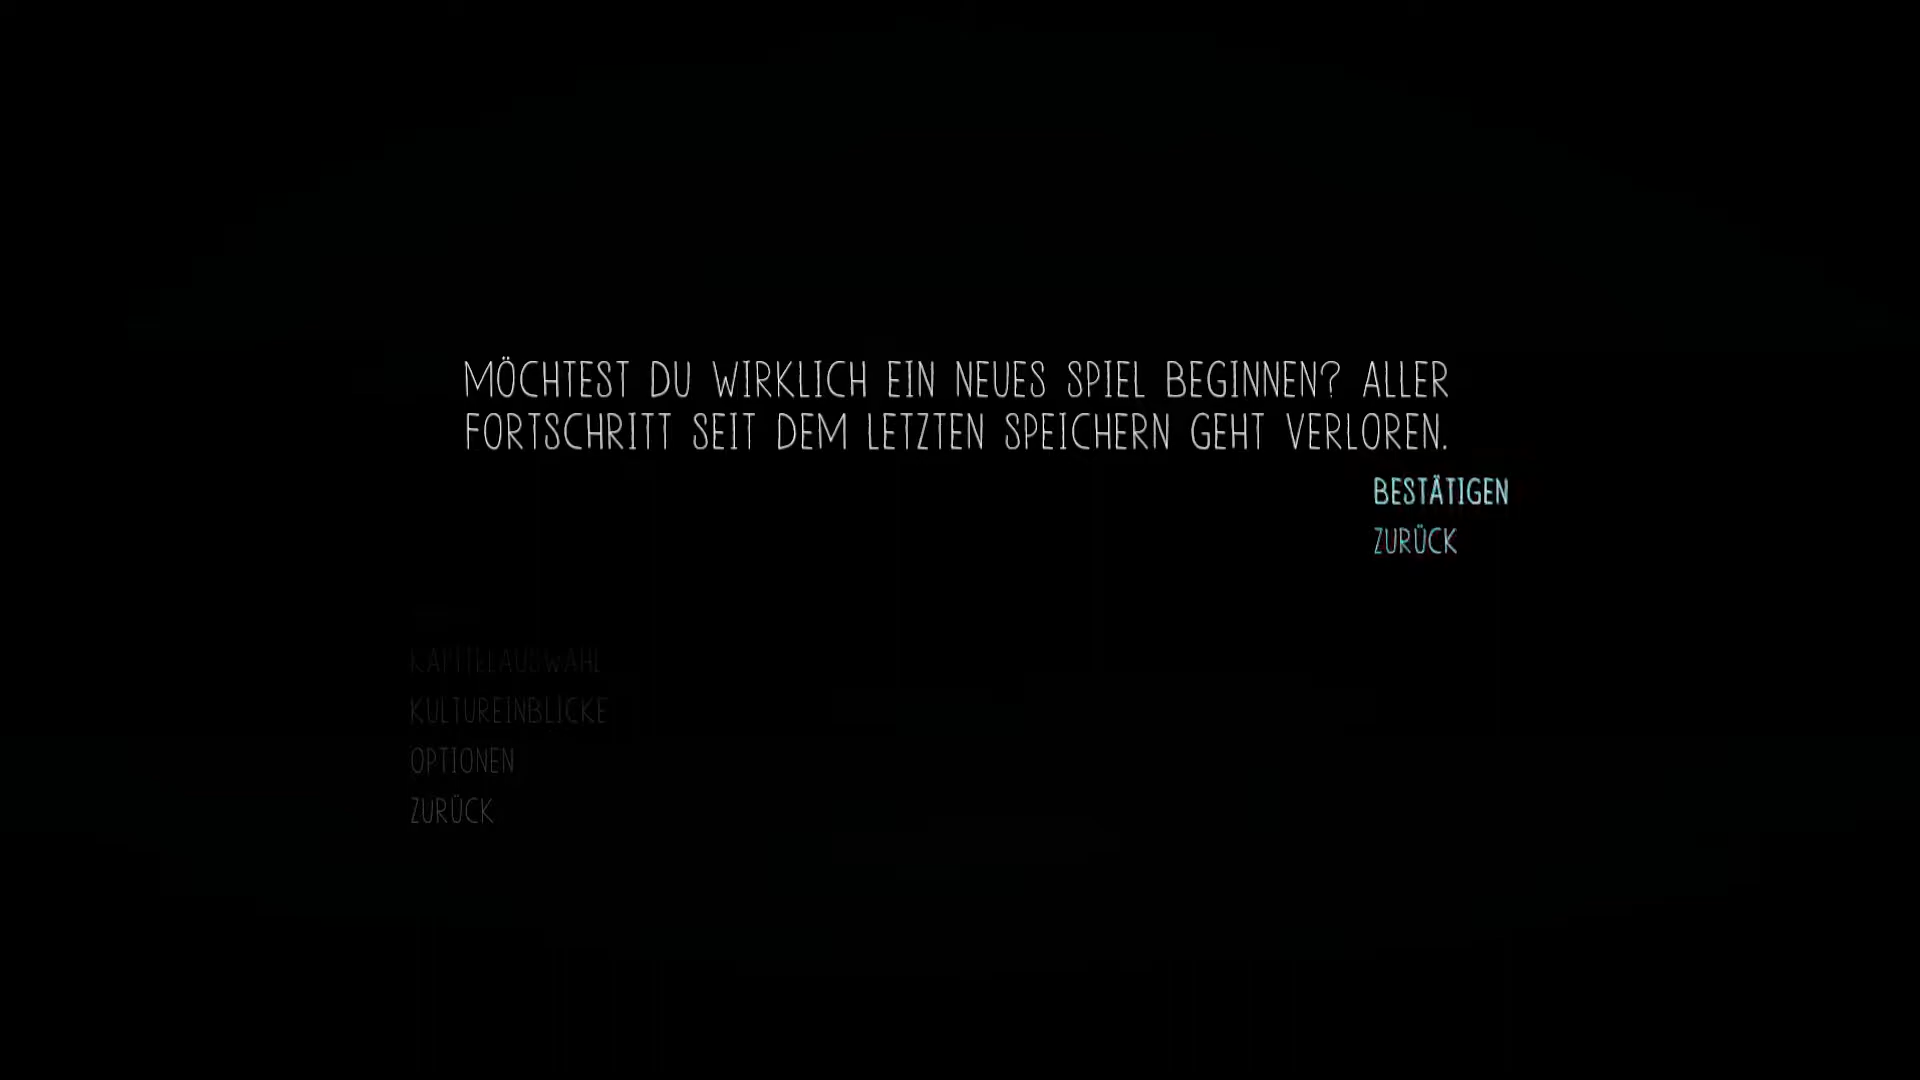 MÖCHTEST DU WIRKLICH EIN NEUES SPIEL BEGINNEN? ALLER
FORTSCHRITT SEIT DEM LETZTEN SPEICHERN GEHT VERLOREN.
BESTÄTIGEN
ZURÜCK
KAPITELAUSWAHL
KULTUREINBLICKE
OPTIONEN
ZURÜCK